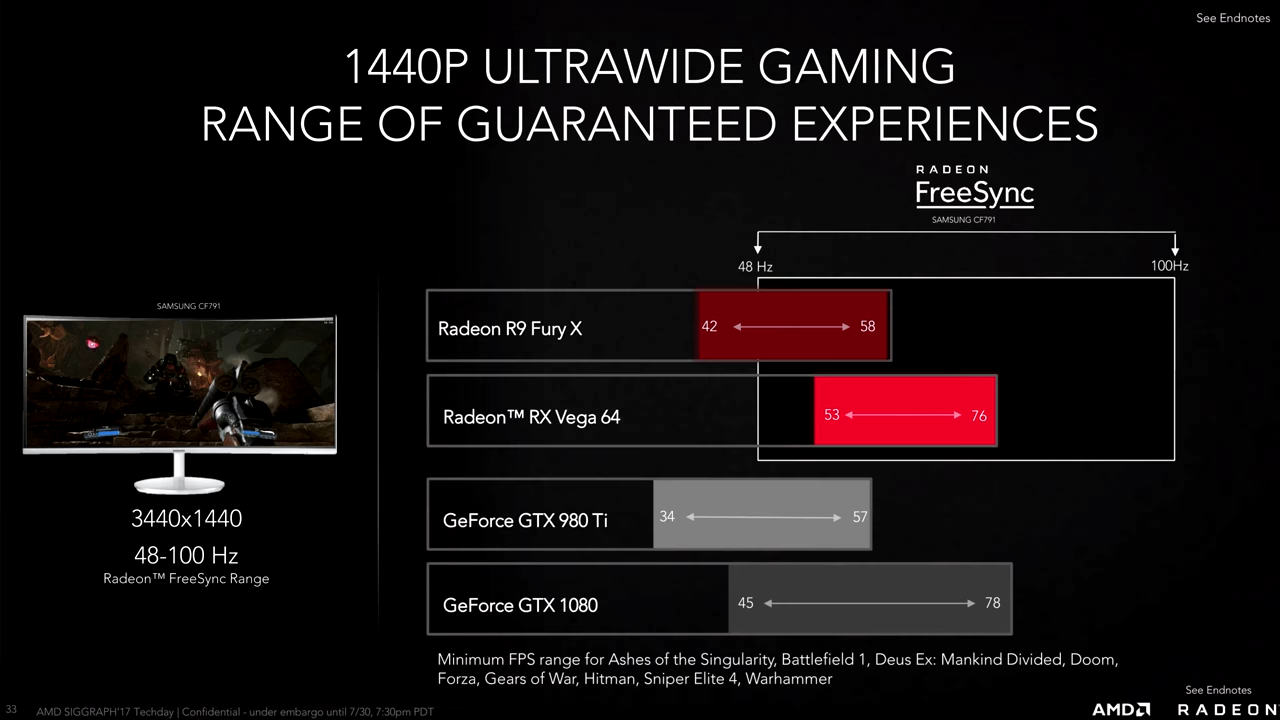 See Endnotes
1440P ULTRAWIDE GAMING
RANGE OF GUARANTEED EXPERIENCES
RADEON
FreeSync
SAMSUNG CF791
48 Hz
100Hz
SAMSUNG CF791
3440x1440
48-100 Hz
Radeon™ FreeSync Range
Radeon R9 Fury X 42 58
Radeon™ RX Vega 64 53 76
GeForce GTX 980 Ti 34 57
GeForce GTX 1080 45 78
Minimum FPS range for Ashes of the Singularity, Battlefield 1, Deus Ex: Mankind Divided, Doom,
Forza, Gears of War, Hitman, Sniper Elite 4, Warhammer
See Endnotes
33 AMD SIGGRAPH'17 Techday | Confidential - under embargo until 7/30, 7:30pm PDT
AMD RADEON